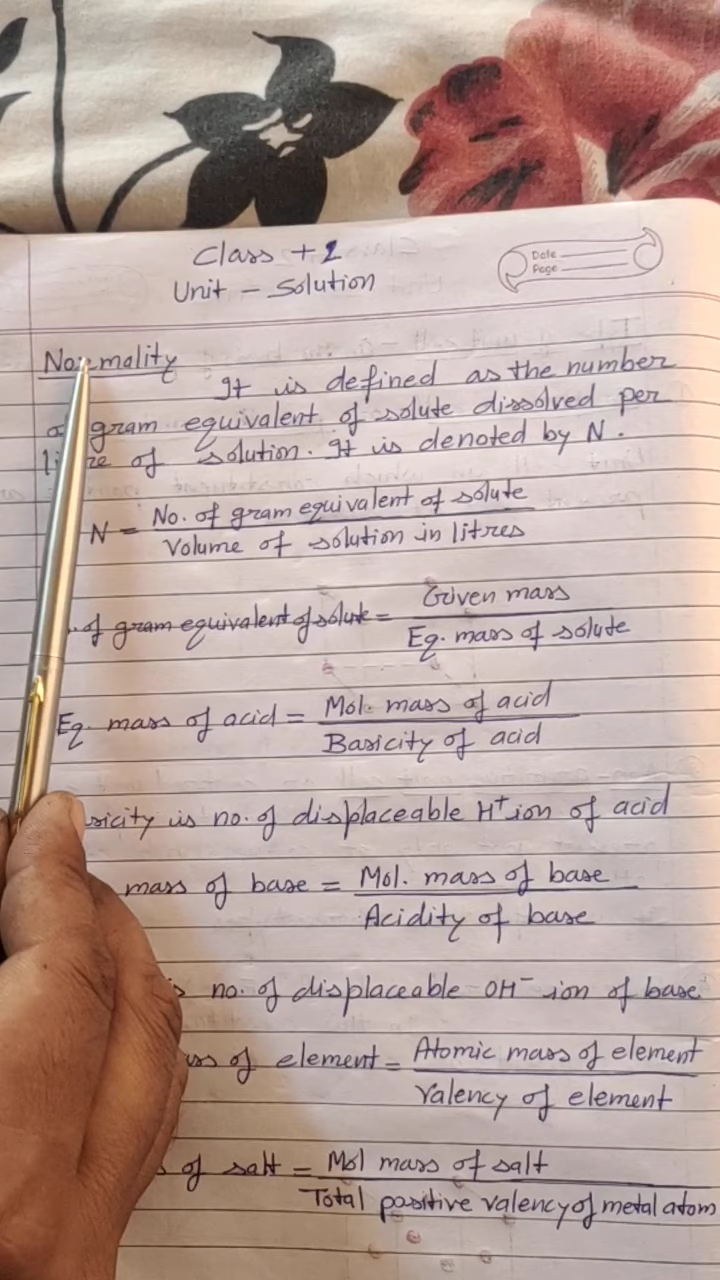 Class +2
Unit - Solution
Date
Page
Normality
It is defined as the number
gram equivalent of solute dissolved per
of solution. It is denoted by N.
N = No. of gram equivalent of solute
Volume of solution in litres
of gram equivalent of solute = Given mass
Eq. mass of solute
Eq. mass of acid = Mol. mass of acid
Basicity of acid
is no. of displaceable H+ ion of acid
mass of base = Mol. mass of base
Acidity of base
no. of displaceable OH- ion of base
of element = Atomic mass of element
Valency of element
of salt = Mol mass of salt
Total positive valency of metal atom